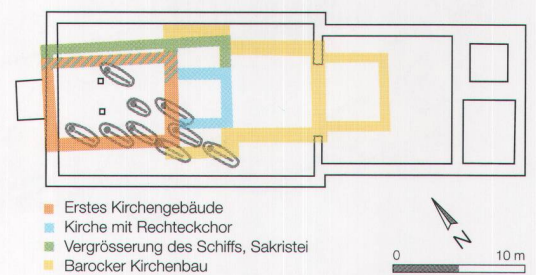 Erstes Kirchengebäude
Kirche mit Rechteckchor
Vergrösserung des Schiffs, Sakristei
Barocker Kirchenbau
N
0 10 m